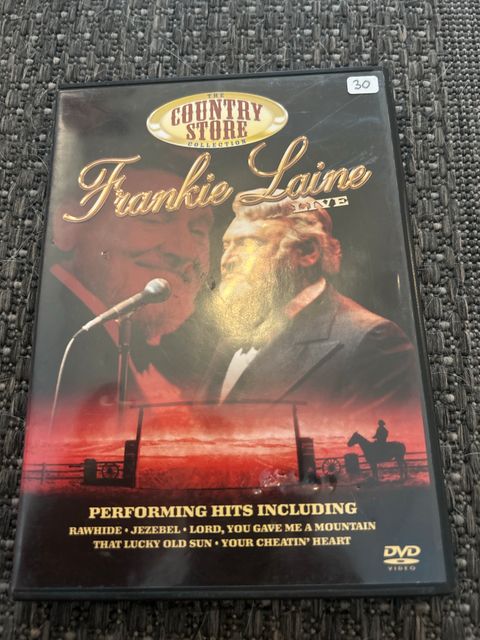 30
THE
COUNTRY
STORE
COLLECTION
Frankie Laine
LIVE
PERFORMING HITS INCLUDING
RAWHIDE • JEZEBEL • LORD, YOU GAVE ME A MOUNTAIN
THAT LUCKY OLD SUN • YOUR CHEATIN' HEART
DVD
VIDEO